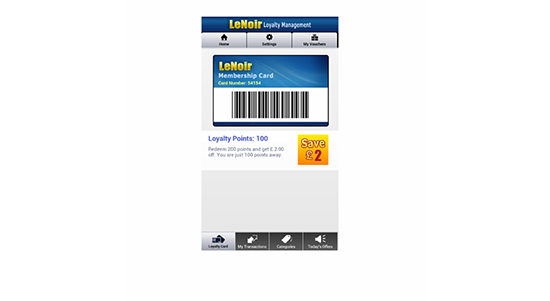 LeNoir Loyalty Management
Home Settings My Vouchers
LeNoir
Membership Card
Card Number: 54154
Loyalty Points: 100
Redeem 200 points and get £ 2.00
off. You are just 100 points away.
Save
£2
Loyalty Card My Transactions Categories Today's Offers